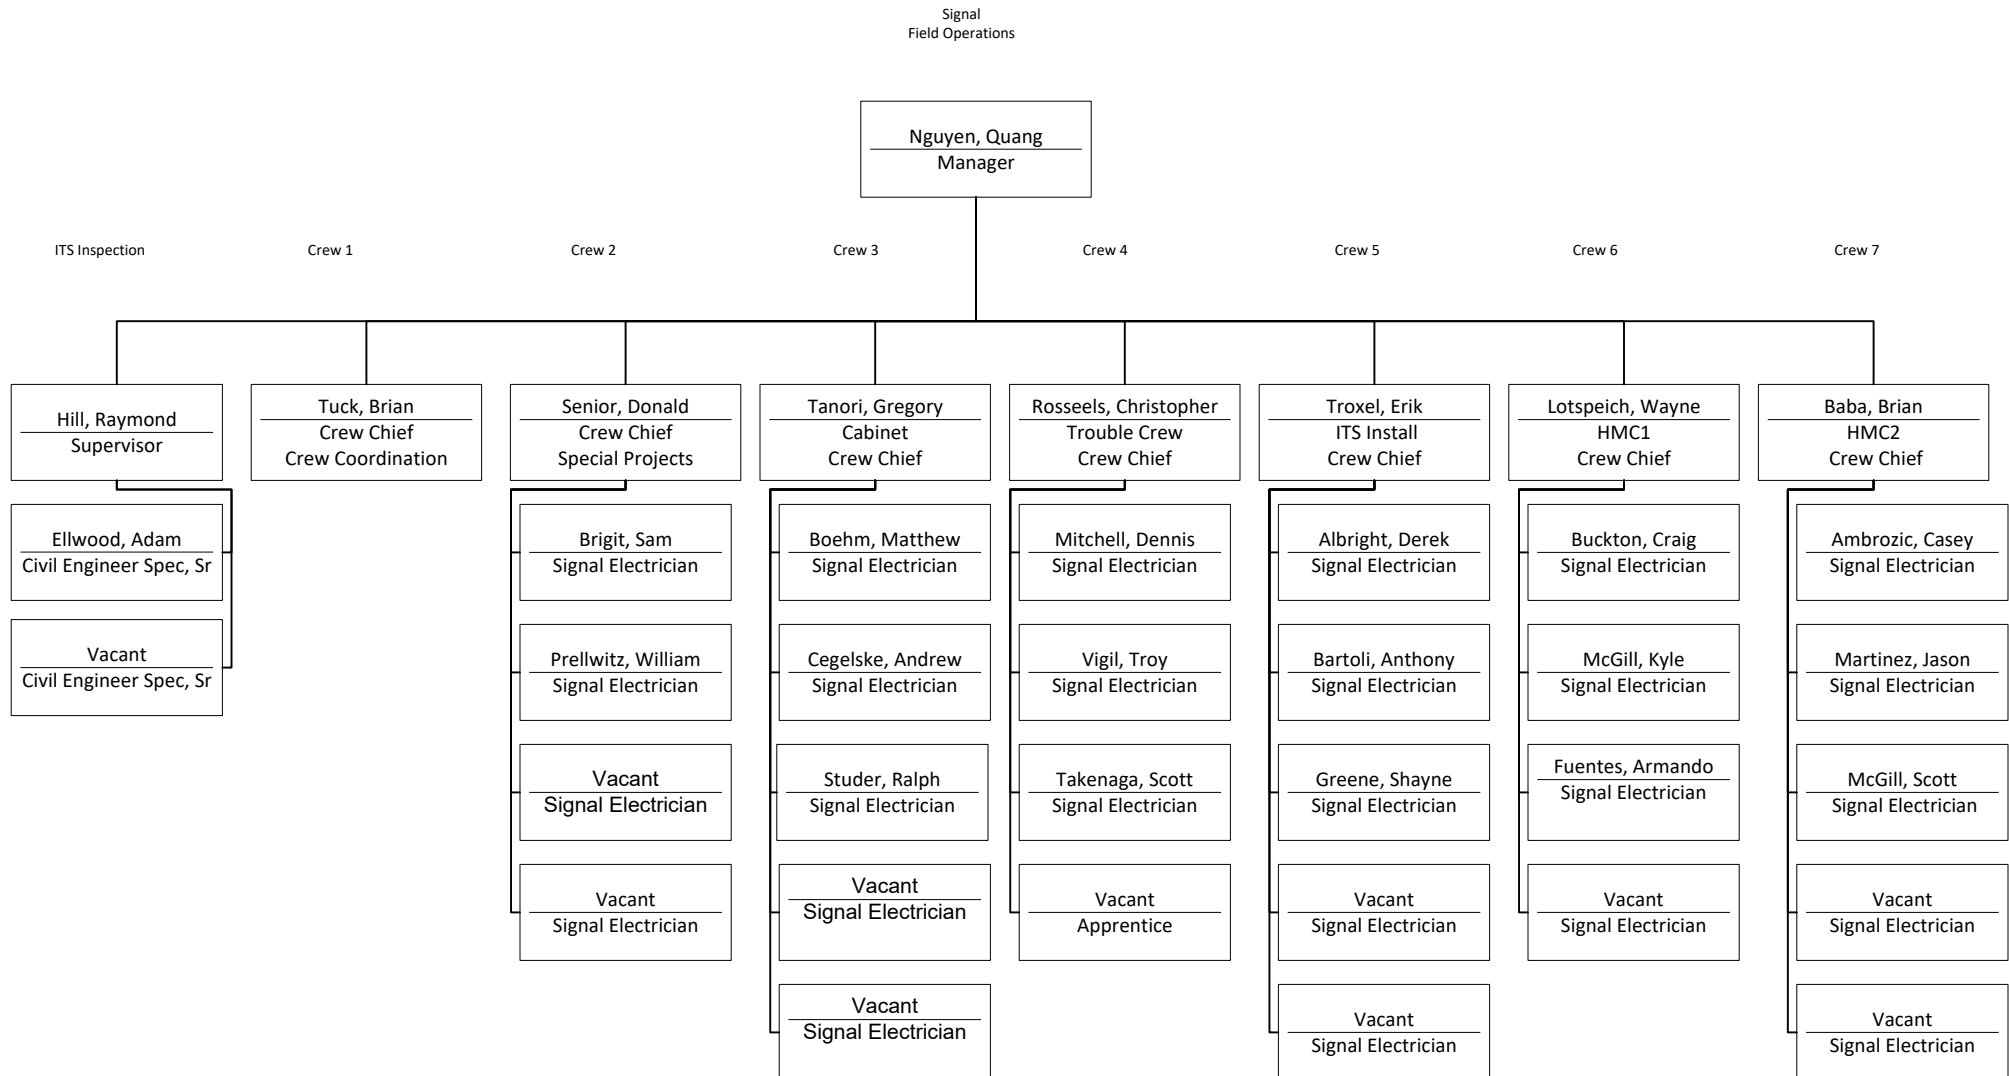 Signal
Field Operations
Nguyen, Quang
Manager
ITS Inspection
Crew 1
Crew 2
Crew 3
Crew 4
Crew 5
Crew 6
Crew 7
Hill, Raymond
Supervisor
Tuck, Brian
Crew Chief
Crew Coordination
Senior, Donald
Crew Chief
Special Projects
Tanori, Gregory
Cabinet
Crew Chief
Rosseels, Christopher
Trouble Crew
Crew Chief
Troxel, Erik
ITS Install
Crew Chief
Lotspeich, Wayne
HMC1
Crew Chief
Baba, Brian
HMC2
Crew Chief
Ellwood, Adam
Civil Engineer Spec, Sr
Brigit, Sam
Signal Electrician
Boehm, Matthew
Signal Electrician
Mitchell, Dennis
Signal Electrician
Albright, Derek
Signal Electrician
Buckton, Craig
Signal Electrician
Ambrozic, Casey
Signal Electrician
Vacant
Civil Engineer Spec, Sr
Prellwitz, William
Signal Electrician
Cegelske, Andrew
Signal Electrician
Vigil, Troy
Signal Electrician
Bartoli, Anthony
Signal Electrician
McGill, Kyle
Signal Electrician
Martinez, Jason
Signal Electrician
Vacant
Signal Electrician
Studer, Ralph
Signal Electrician
Takenaga, Scott
Signal Electrician
Greene, Shayne
Signal Electrician
Fuentes, Armando
Signal Electrician
McGill, Scott
Signal Electrician
Vacant
Signal Electrician
Vacant
Signal Electrician
Vacant
Apprentice
Vacant
Signal Electrician
Vacant
Signal Electrician
Vacant
Signal Electrician
Vacant
Signal Electrician
Vacant
Signal Electrician
Vacant
Signal Electrician